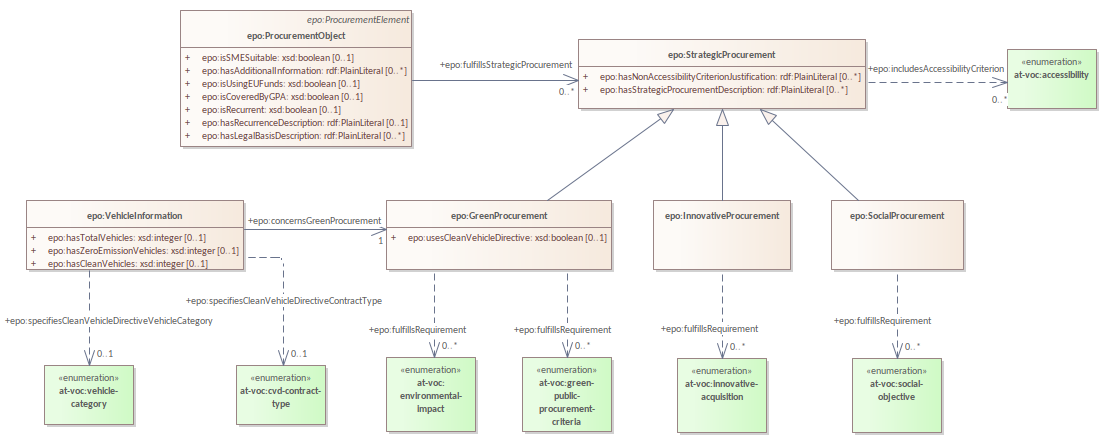 epo:ProcurementElement
epo:ProcurementObject
+ epo:isSMESuitable: xsd:boolean [0..1]
+ epo:hasAdditionalInformation: rdf:PlainLiteral [0..*]
+ epo:isUsingEUFunds: xsd:boolean [0..1]
+ epo:isCoveredByGPA: xsd:boolean [0..1]
+ epo:isRecurrent: xsd:boolean [0..1]
+ epo:hasRecurrenceDescription: rdf:PlainLiteral [0..1]
+ epo:hasLegalBasisDescription: rdf:PlainLiteral [0..*]
+epo:fulfillsStrategicProcurement
0..*
epo:StrategicProcurement
+ epo:hasNonAccessibilityCriterionJustification: rdf:PlainLiteral [0..*]
+ epo:hasStrategicProcurementDescription: rdf:PlainLiteral [0..*]
+epo:includesAccessibilityCriterion
0..*
«enumeration»
at-voc:accessibility
epo:VehicleInformation
+ epo:hasTotalVehicles: xsd:integer [0..1]
+ epo:hasZeroEmissionVehicles: xsd:integer [0..1]
+ epo:hasCleanVehicles: xsd:integer [0..1]
+epo:concernsGreenProcurement
1
epo:GreenProcurement
+ epo:usesCleanVehicleDirective: xsd:boolean [0..1]
epo:InnovativeProcurement
epo:SocialProcurement
+epo:specifiesCleanVehicleDirectiveContractType
+epo:specifiesCleanVehicleDirectiveVehicleCategory
+epo:fulfillsRequirement
+epo:fulfillsRequirement
+epo:fulfillsRequirement
+epo:fulfillsRequirement
0..1
0..1
0..*
0..*
0..*
0..*
«enumeration»
at-voc:vehicle-
category
«enumeration»
at-voc:cvd-contract-
type
«enumeration»
at-voc:
environmental-
impact
«enumeration»
at-voc:green-
public-
procurement-
criteria
«enumeration»
at-voc:innovative-
acquisition
«enumeration»
at-voc:social-
objective